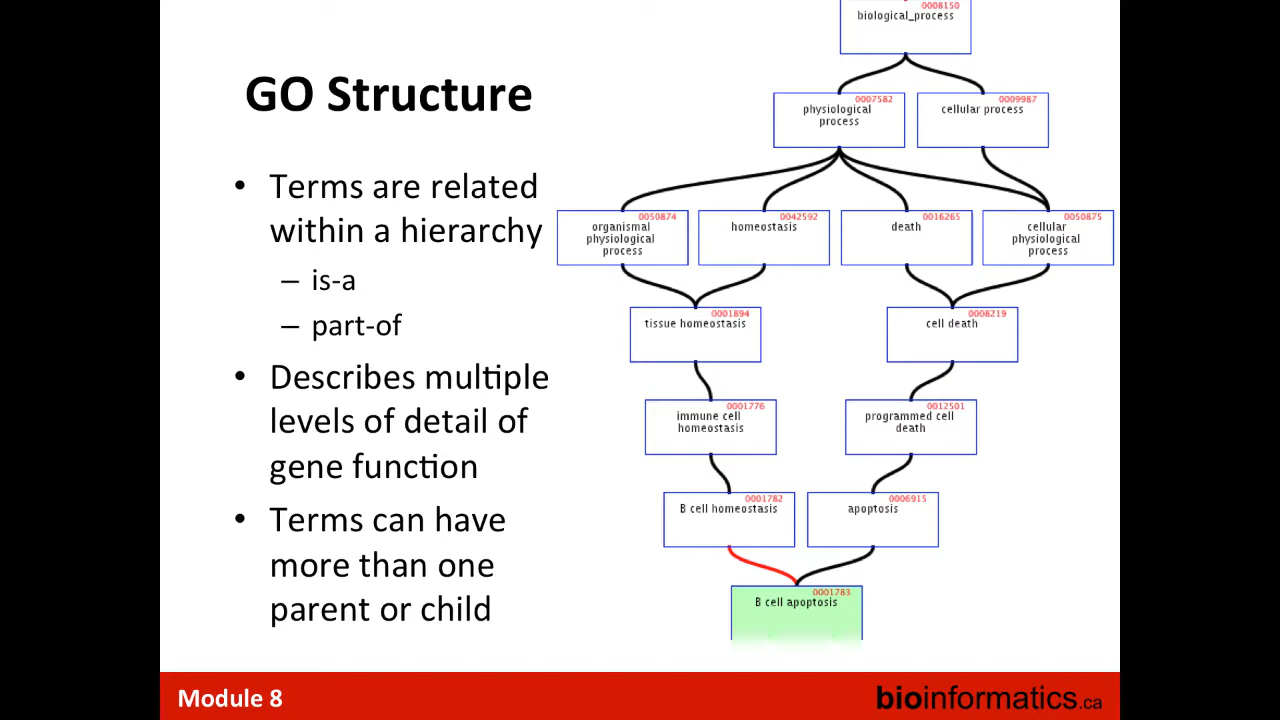 GO Structure
• Terms are related
within a hierarchy
– is-a
– part-of
• Describes multiple
levels of detail of
gene function
• Terms can have
more than one
parent or child
0008150
biological_process
0007582
physiological
process
0009987
cellular process
0050874
organismal
physiological
process
0042592
homeostasis
0016265
death
0050875
cellular
physiological
process
0001894
tissue homeostasis
0008219
cell death
0001776
immune cell
homeostasis
0012501
programmed cell
death
0001782
B cell homeostasis
0006915
apoptosis
0001783
B cell apoptosis
Module 8
bioinformatics.ca